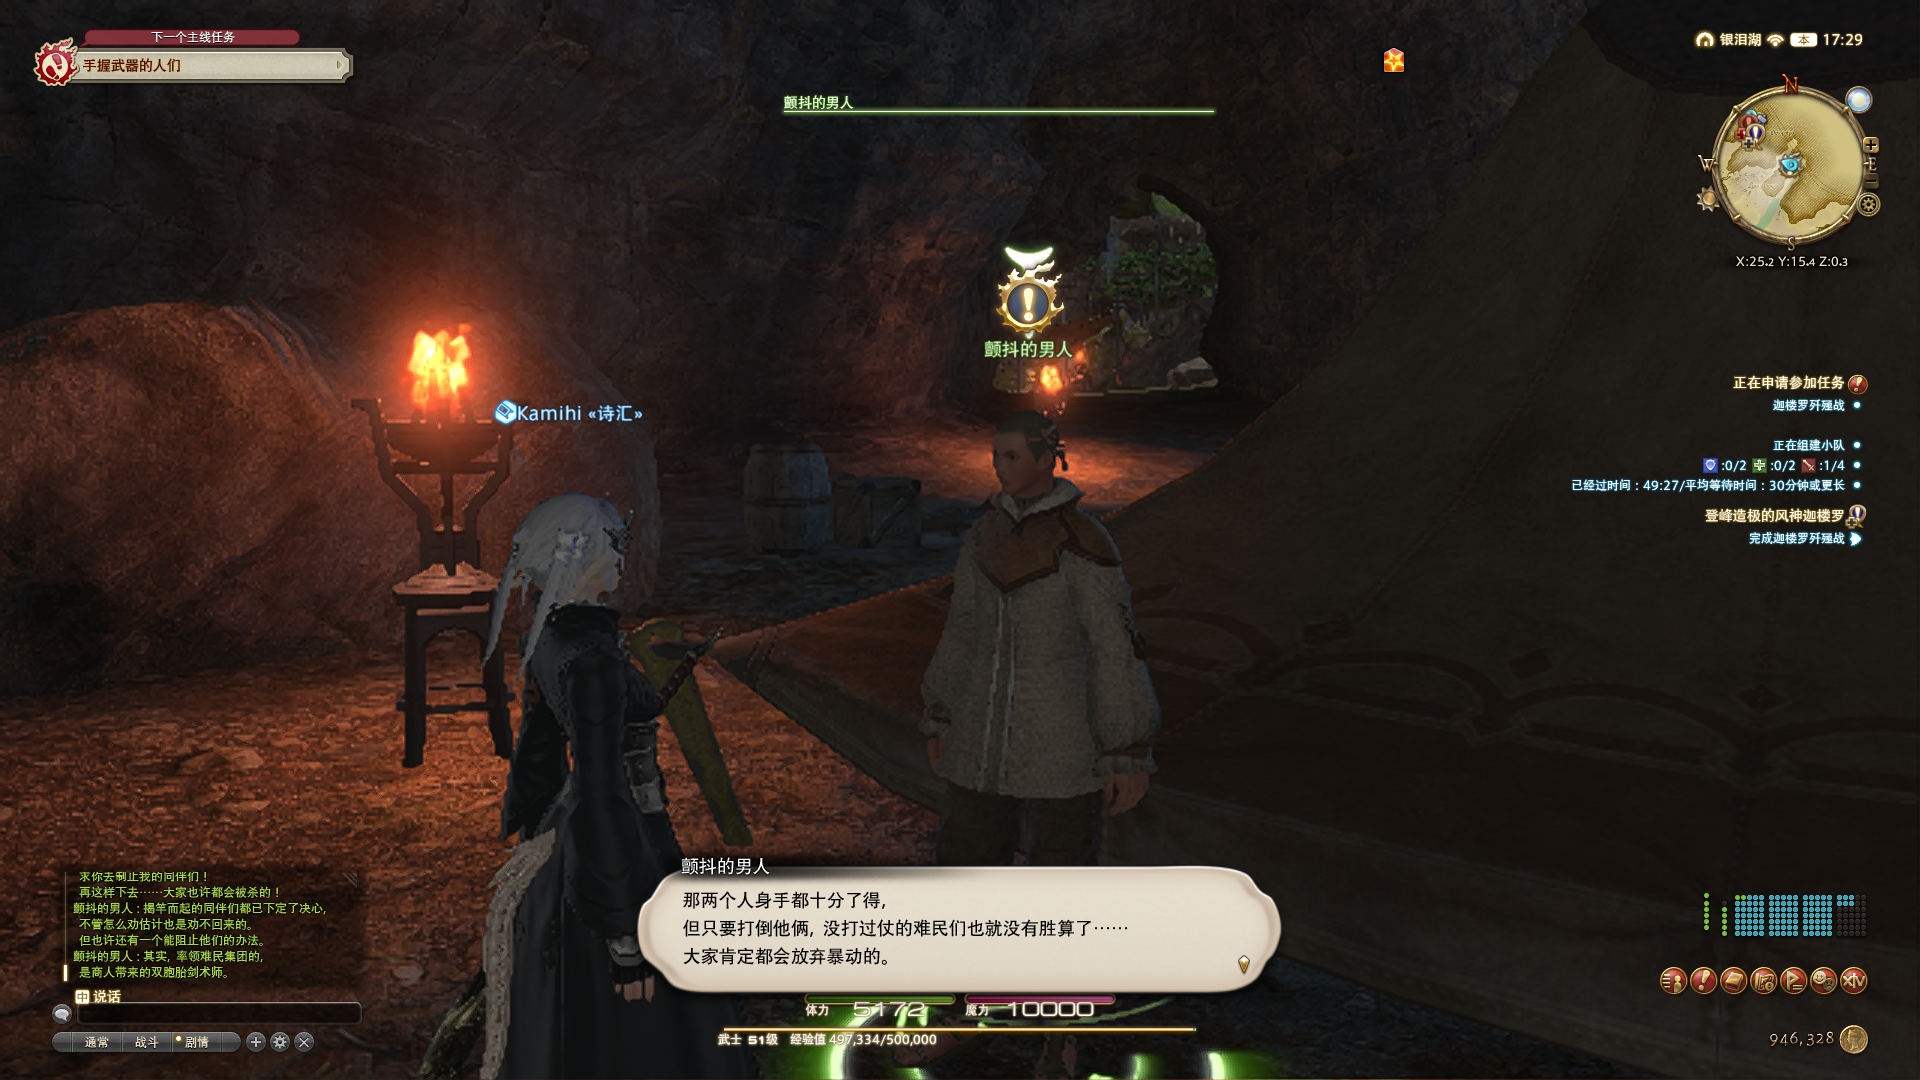 下一个主线任务
手握武器的人们
颤抖的男人
银泪湖 本 17:29
N
W
E
S
X:25.2 Y:15.4 Z:0.3
颤抖的男人
Kamihi «诗汇»
正在申请参加任务
迦楼罗歼殛战
正在组建小队
:0/2 :0/2 :1/4
已经过时间：49:27/平均等待时间：30分钟或更长
登峰造极的风神迦楼罗
完成迦楼罗歼殛战
求你去制止我的同伴们！
再这样下去……大家也许都会被杀的！
颤抖的男人：揭竿而起的同伴们都已下定了决心，
不管怎么劝估计也是劝不回来的。
但也许还有一个能阻止他们的办法。
颤抖的男人：其实，率领难民集团的，
是商人带来的双胞胎剑术师。
中 说话
通常 战斗 剧情
颤抖的男人
那两个人身手都十分了得，
但只要打倒他俩，没打过仗的难民们也就没有胜算了……
大家肯定都会放弃暴动的。
体力 5172 魔力 10000
武士 51级 经验值 497,334/500,000
XIV
946,328